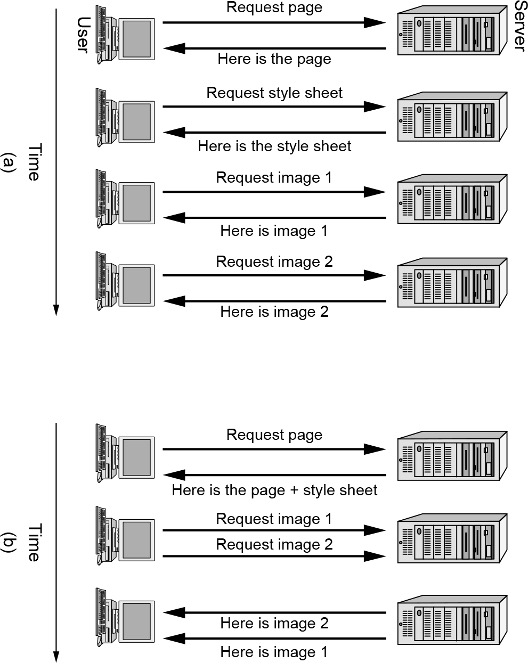 Server
User
Request page
Here is the page
Request style sheet
Here is the style sheet
Request image 1
Here is image 1
Request image 2
Here is image 2
Time
(a)
Request page
Here is the page + style sheet
Request image 1
Request image 2
Here is image 2
Here is image 1
Time
(b)